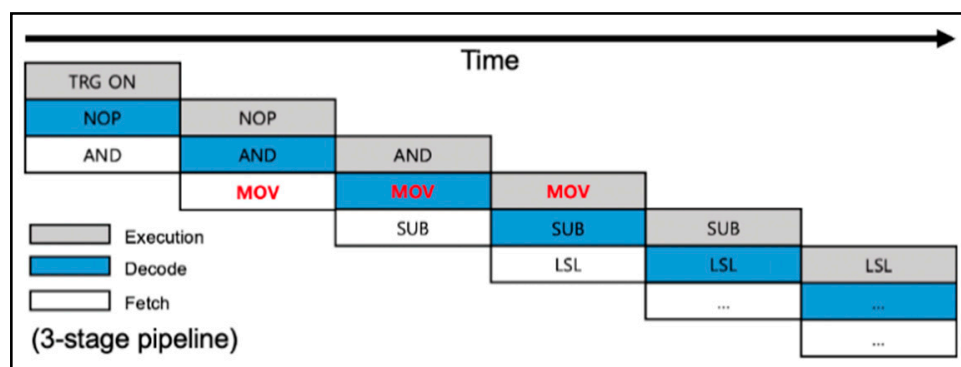 Time
TRG ON
NOP NOP
AND AND AND
MOV MOV MOV
SUB SUB SUB
LSL LSL LSL
... ...
...
Execution
Decode
Fetch
(3-stage pipeline)